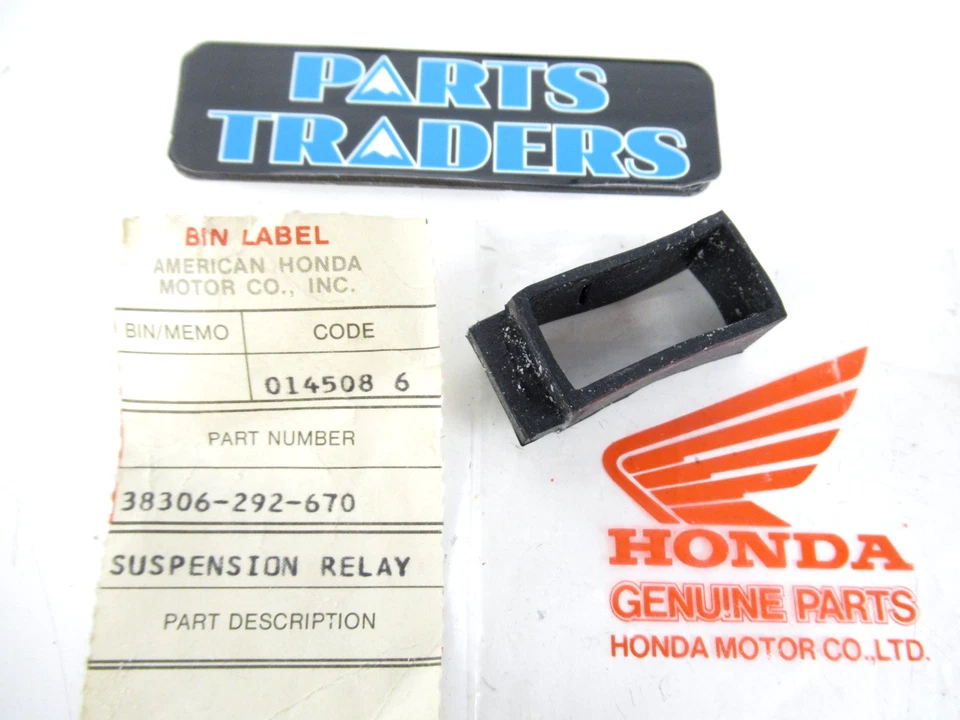 PARTS
TRADERS
BIN LABEL
AMERICAN HONDA
MOTOR CO., INC.
BIN/MEMO CODE
014508 6
PART NUMBER
38306-292-670
SUSPENSION RELAY
PART DESCRIPTION
HONDA
GENUINE PARTS
HONDA MOTOR CO.,LTD.